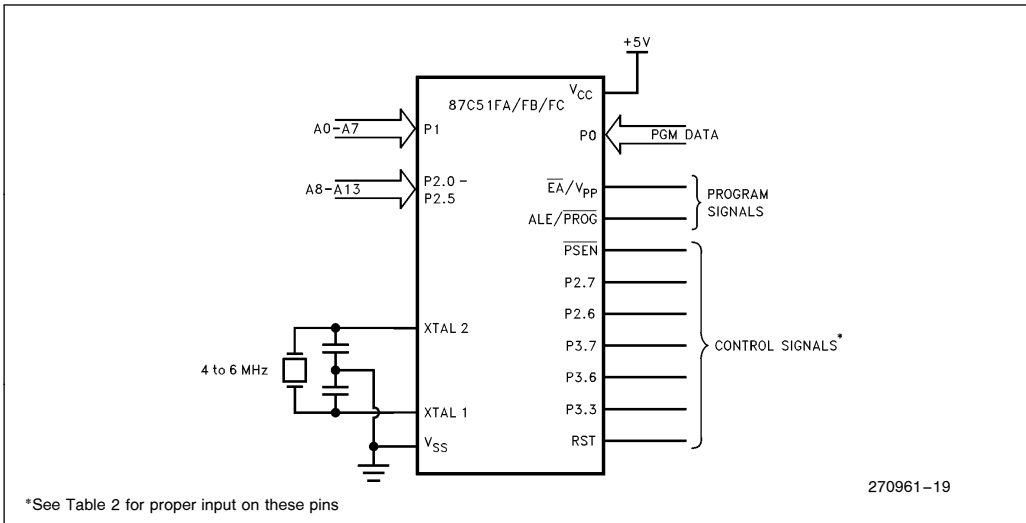 +5V
VCC
87C51FA/FB/FC
A0-A7
P1
P0
PGM DATA
A8-A13
P2.0 -
P2.5
EA/VPP
ALE/PROG
PROGRAM
SIGNALS
PSEN
P2.7
P2.6
P3.7
P3.6
P3.3
RST
CONTROL SIGNALS*
XTAL 2
4 to 6 MHz
XTAL 1
VSS
270961-19
*See Table 2 for proper input on these pins